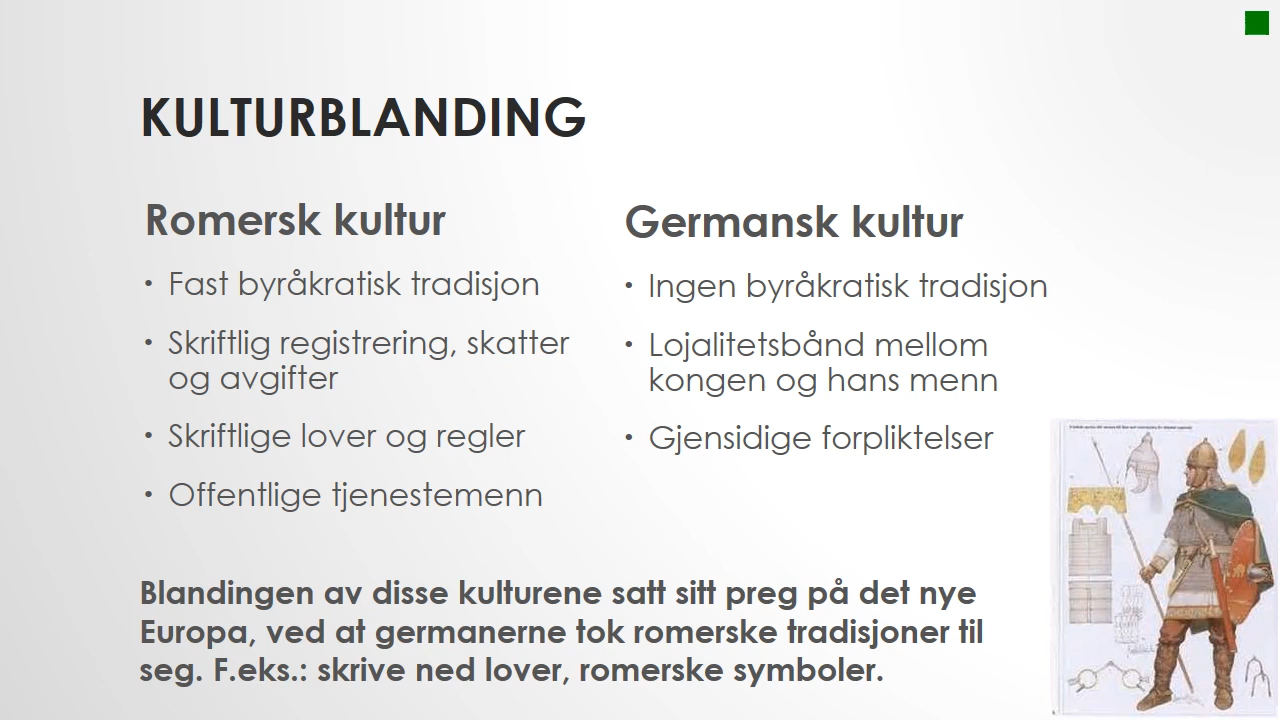 KULTURBLANDING
Romersk kultur
• Fast byråkratisk tradisjon
• Skriftlig registrering, skatter
og avgifter
• Skriftlige lover og regler
• Offentlige tjenestemenn
Germansk kultur
• Ingen byråkratisk tradisjon
• Lojalitetsbånd mellom
kongen og hans menn
• Gjensidige forpliktelser
Blandingen av disse kulturene satt sitt preg på det nye
Europa, ved at germanerne tok romerske tradisjoner til
seg. F.eks.: skrive ned lover, romerske symboler.